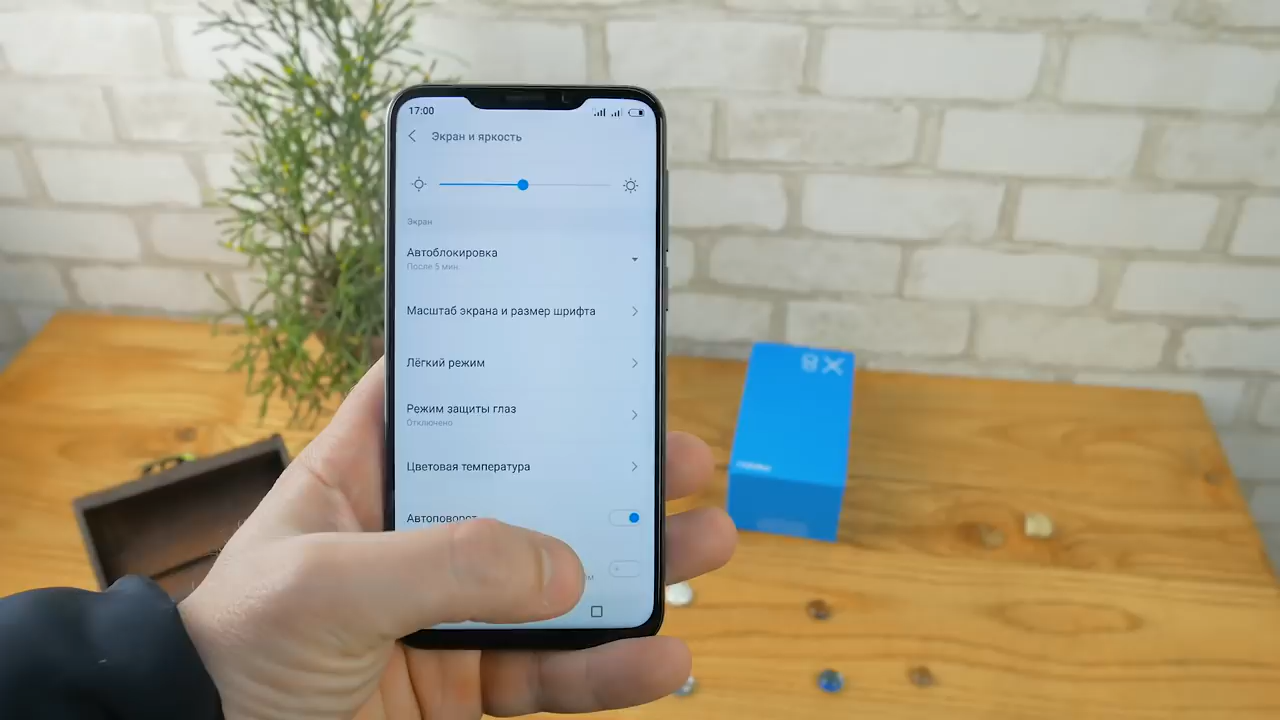 17:00
Экран и яркость
Экран
Автоблокировка
После 5 мин.
Масштаб экрана и размер шрифта
Лёгкий режим
Режим защиты глаз
Отключено
Цветовая температура
Автоповорот